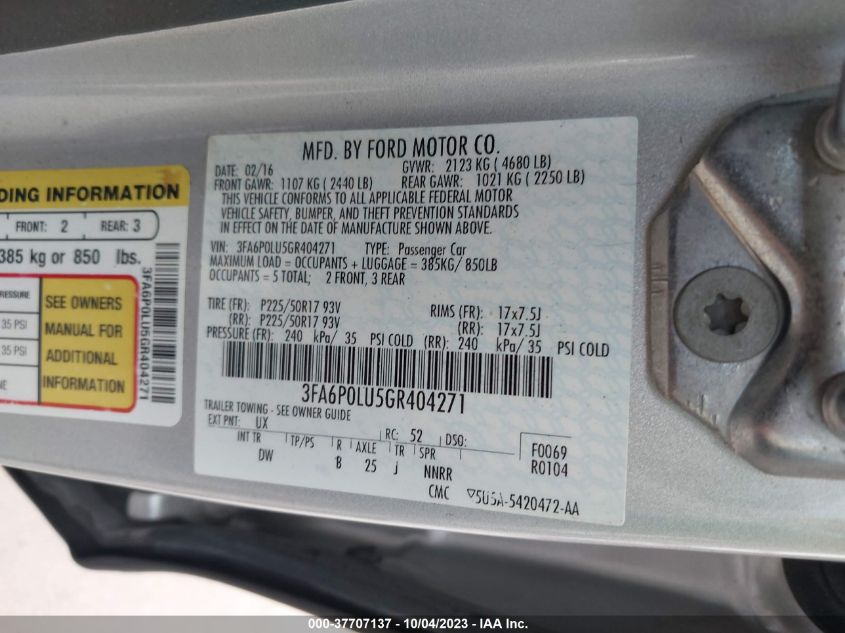 DING INFORMATION
FRONT: 2 REAR: 3
385 kg or 850 lbs.
PRESSURE
35 PSI
35 PSI
NE
SEE OWNERS
MANUAL FOR
ADDITIONAL
INFORMATION
3FA6P0LU5GR404271
MFD. BY FORD MOTOR CO.
DATE: 02/16 GVWR: 2123 KG ( 4680 LB)
FRONT GAWR: 1107 KG ( 2440 LB) REAR GAWR: 1021 KG ( 2250 LB)
THIS VEHICLE CONFORMS TO ALL APPLICABLE FEDERAL MOTOR
VEHICLE SAFETY, BUMPER, AND THEFT PREVENTION STANDARDS
IN EFFECT ON THE DATE OF MANUFACTURE SHOWN ABOVE.
VIN: 3FA6P0LU5GR404271 TYPE: Passenger Car
MAXIMUM LOAD = OCCUPANTS + LUGGAGE = 385KG/ 850LB
OCCUPANTS = 5 TOTAL; 2 FRONT, 3 REAR
TIRE (FR): P225/50R17 93V RIMS (FR): 17x7.5J
(RR): P225/50R17 93V (RR): 17x7.5J
PRESSURE (FR): 240 kPa/ 35 PSI COLD (RR): 240 kPa/ 35 PSI COLD
3FA6P0LU5GR404271
TRAILER TOWING - SEE OWNER GUIDE
EXT PNT: UX RC: 52 DSO: F0069
INT TR TP/PS R AXLE TR SPR R0104
DW B 25 J NNRR
CMC ▽5U5A-5420472-AA
000-37707137 - 10/04/2023 - IAA Inc.